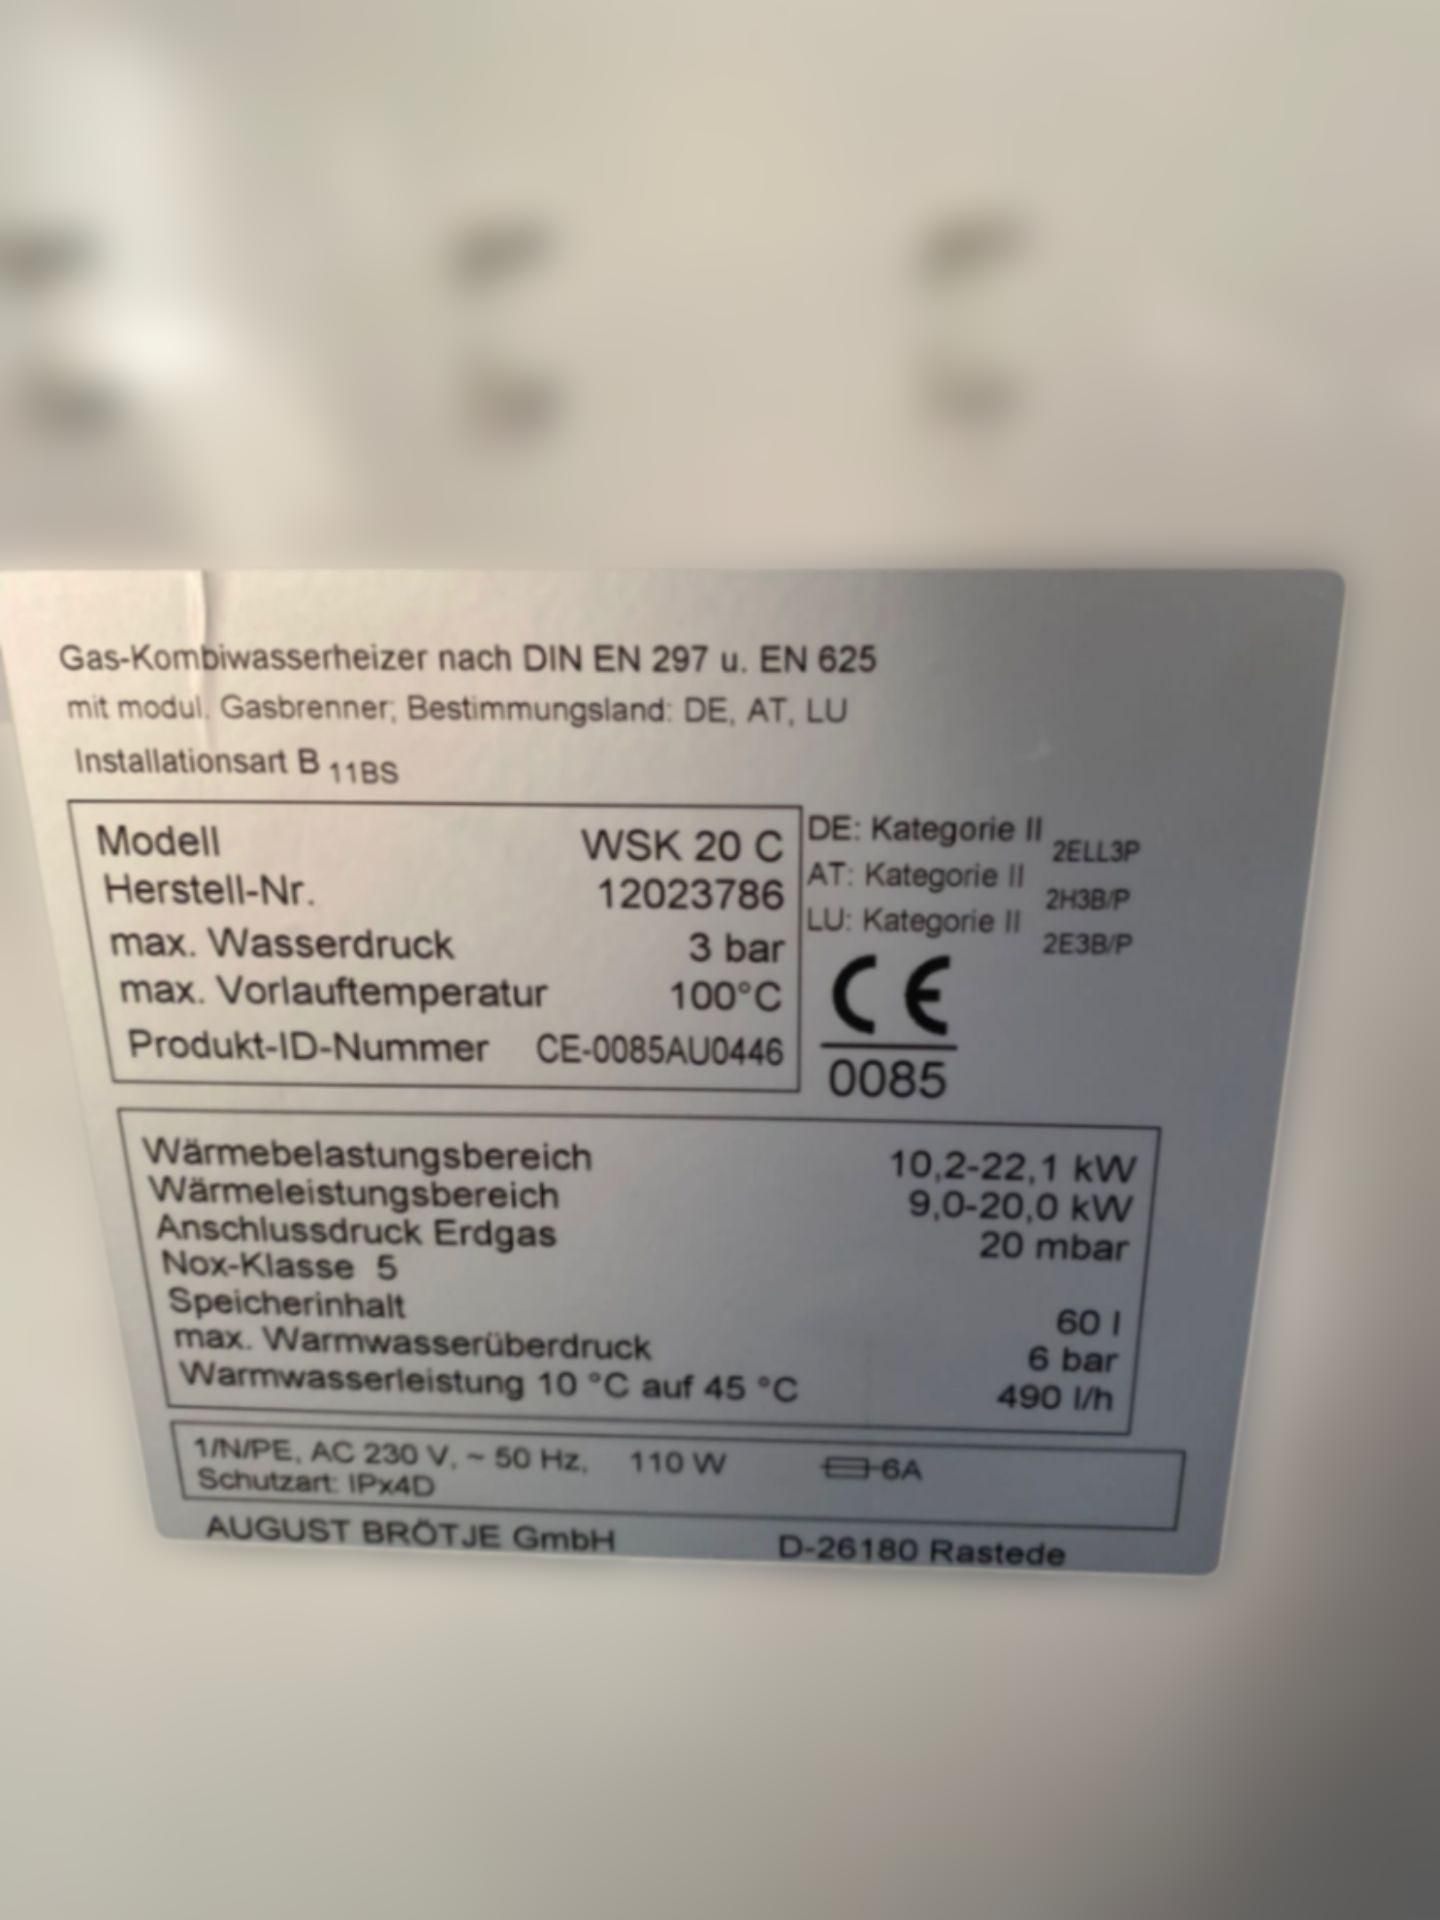 Gas-Kombiwasserheizer nach DIN EN 297 u. EN 625
mit modul. Gasbrenner; Bestimmungsland: DE, AT, LU
Installationsart B 11BS
Modell WSK 20 C
Herstell-Nr. 12023786
max. Wasserdruck 3 bar
max. Vorlauftemperatur 100°C
Produkt-ID-Nummer CE-0085AU0446
DE: Kategorie II 2ELL3P
AT: Kategorie II 2H3B/P
LU: Kategorie II 2E3B/P
CE
0085
Wärmebelastungsbereich 10,2-22,1 kW
Wärmeleistungsbereich 9,0-20,0 kW
Anschlussdruck Erdgas 20 mbar
Nox-Klasse 5
Speicherinhalt 60 l
max. Warmwasserüberdruck 6 bar
Warmwasserleistung 10 °C auf 45 °C 490 l/h
1/N/PE, AC 230 V, ~ 50 Hz, 110 W 6A
Schutzart: IPx4D
AUGUST BRÖTJE GmbH D-26180 Rastede